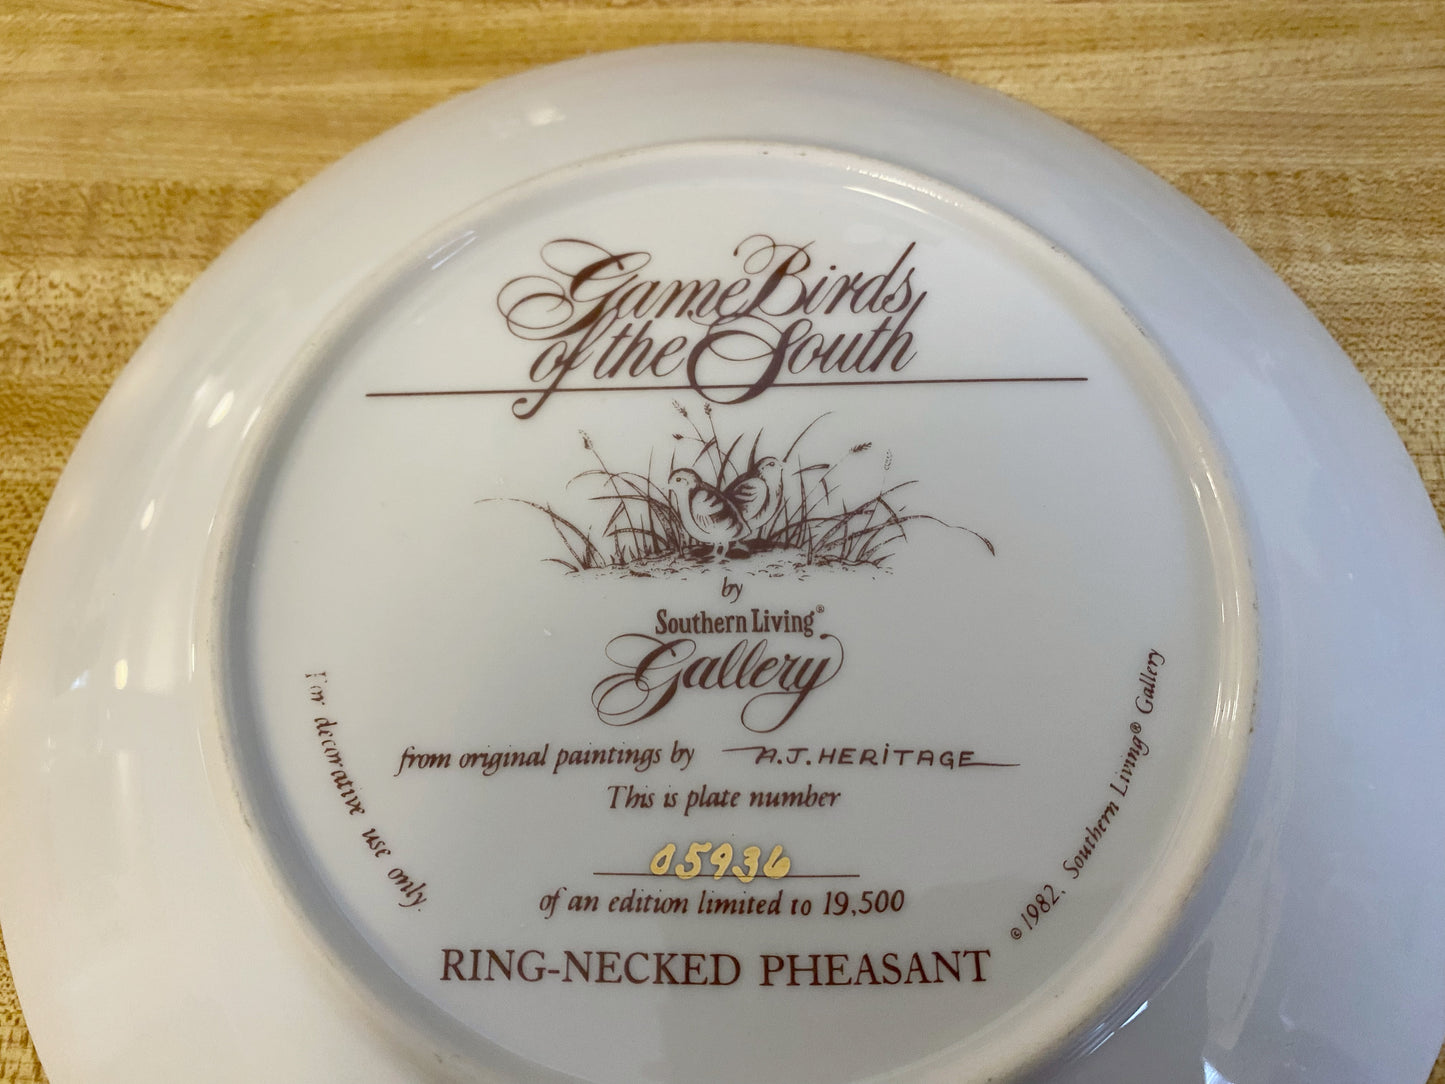 Game Birds
of the South
by
Southern Living®
Gallery
from original paintings by A.J. HERITAGE
This is plate number
05936
of an edition limited to 19,500
RING-NECKED PHEASANT
For decorative use only.
©1982, Southern Living® Gallery